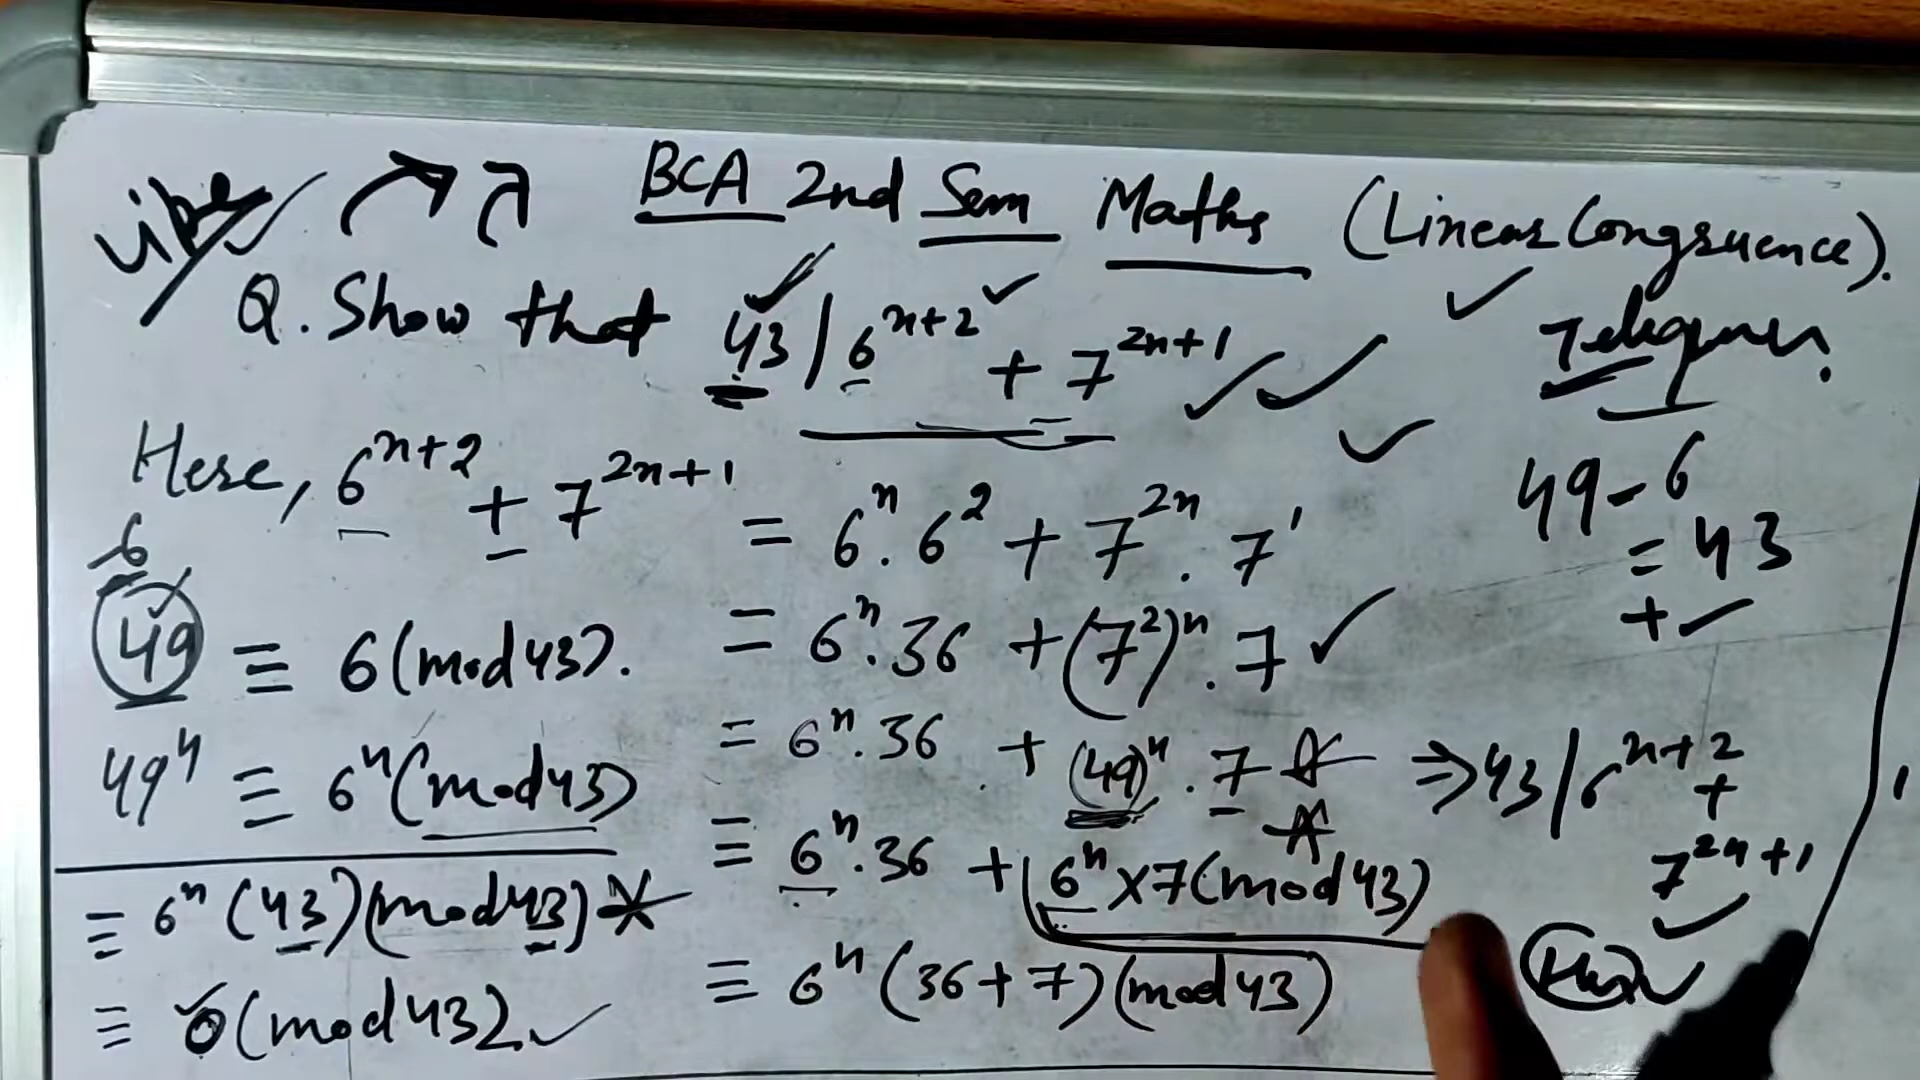 BCA 2nd Sem Maths (Linear Congruence).
Q. Show that 43 | 6^{n+2} + 7^{2n+1}
Telegram
Here, 6^{n+2} + 7^{2n+1} = 6^n . 6^2 + 7^{2n} . 7^1
= 6^n . 36 + (7^2)^n . 7
= 6^n . 36 + (49)^n . 7
≡ 6^n . 36 + 6^n × 7 (mod 43)
≡ 6^n (36 + 7) (mod 43)
6
49 ≡ 6 (mod 43).
49^n ≡ 6^n (mod 43)
≡ 6^n (43) (mod 43)
≡ 0 (mod 43)
49 - 6
= 43
+
⇒ 43 | 6^{n+2}
+
7^{2n+1}